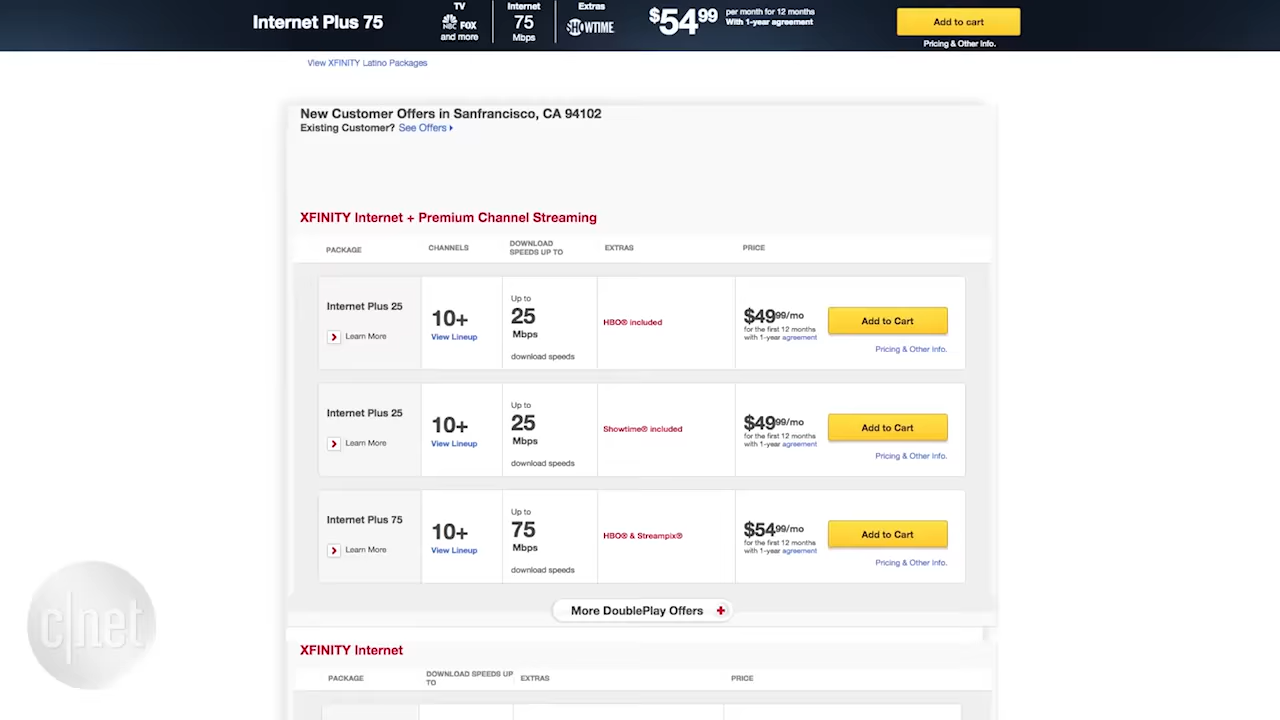 Internet Plus 75
TV
NBC FOX
and more
Internet
75
Mbps
Extras
SHOWTIME
$54.99
per month for 12 months
With 1-year agreement
Add to cart
Pricing & Other Info.
View XFINITY Latino Packages
New Customer Offers in Sanfrancisco, CA 94102
Existing Customer? See Offers
XFINITY Internet + Premium Channel Streaming
PACKAGE
CHANNELS
DOWNLOAD
SPEEDS UP TO
EXTRAS
PRICE
Internet Plus 25
Learn More
10+
View Lineup
Up to
25
Mbps
download speeds
HBO® included
$49.99/mo
for the first 12 months
with 1-year agreement
Add to Cart
Pricing & Other Info.
Internet Plus 25
Learn More
10+
View Lineup
Up to
25
Mbps
download speeds
Showtime® included
$49.99/mo
for the first 12 months
with 1-year agreement
Add to Cart
Pricing & Other Info.
Internet Plus 75
Learn More
10+
View Lineup
Up to
75
Mbps
download speeds
HBO® & Streampix®
$54.99/mo
for the first 12 months
with 1-year agreement
Add to Cart
Pricing & Other Info.
More DoublePlay Offers +
c|net
XFINITY Internet
PACKAGE
DOWNLOAD SPEEDS UP
TO
EXTRAS
PRICE